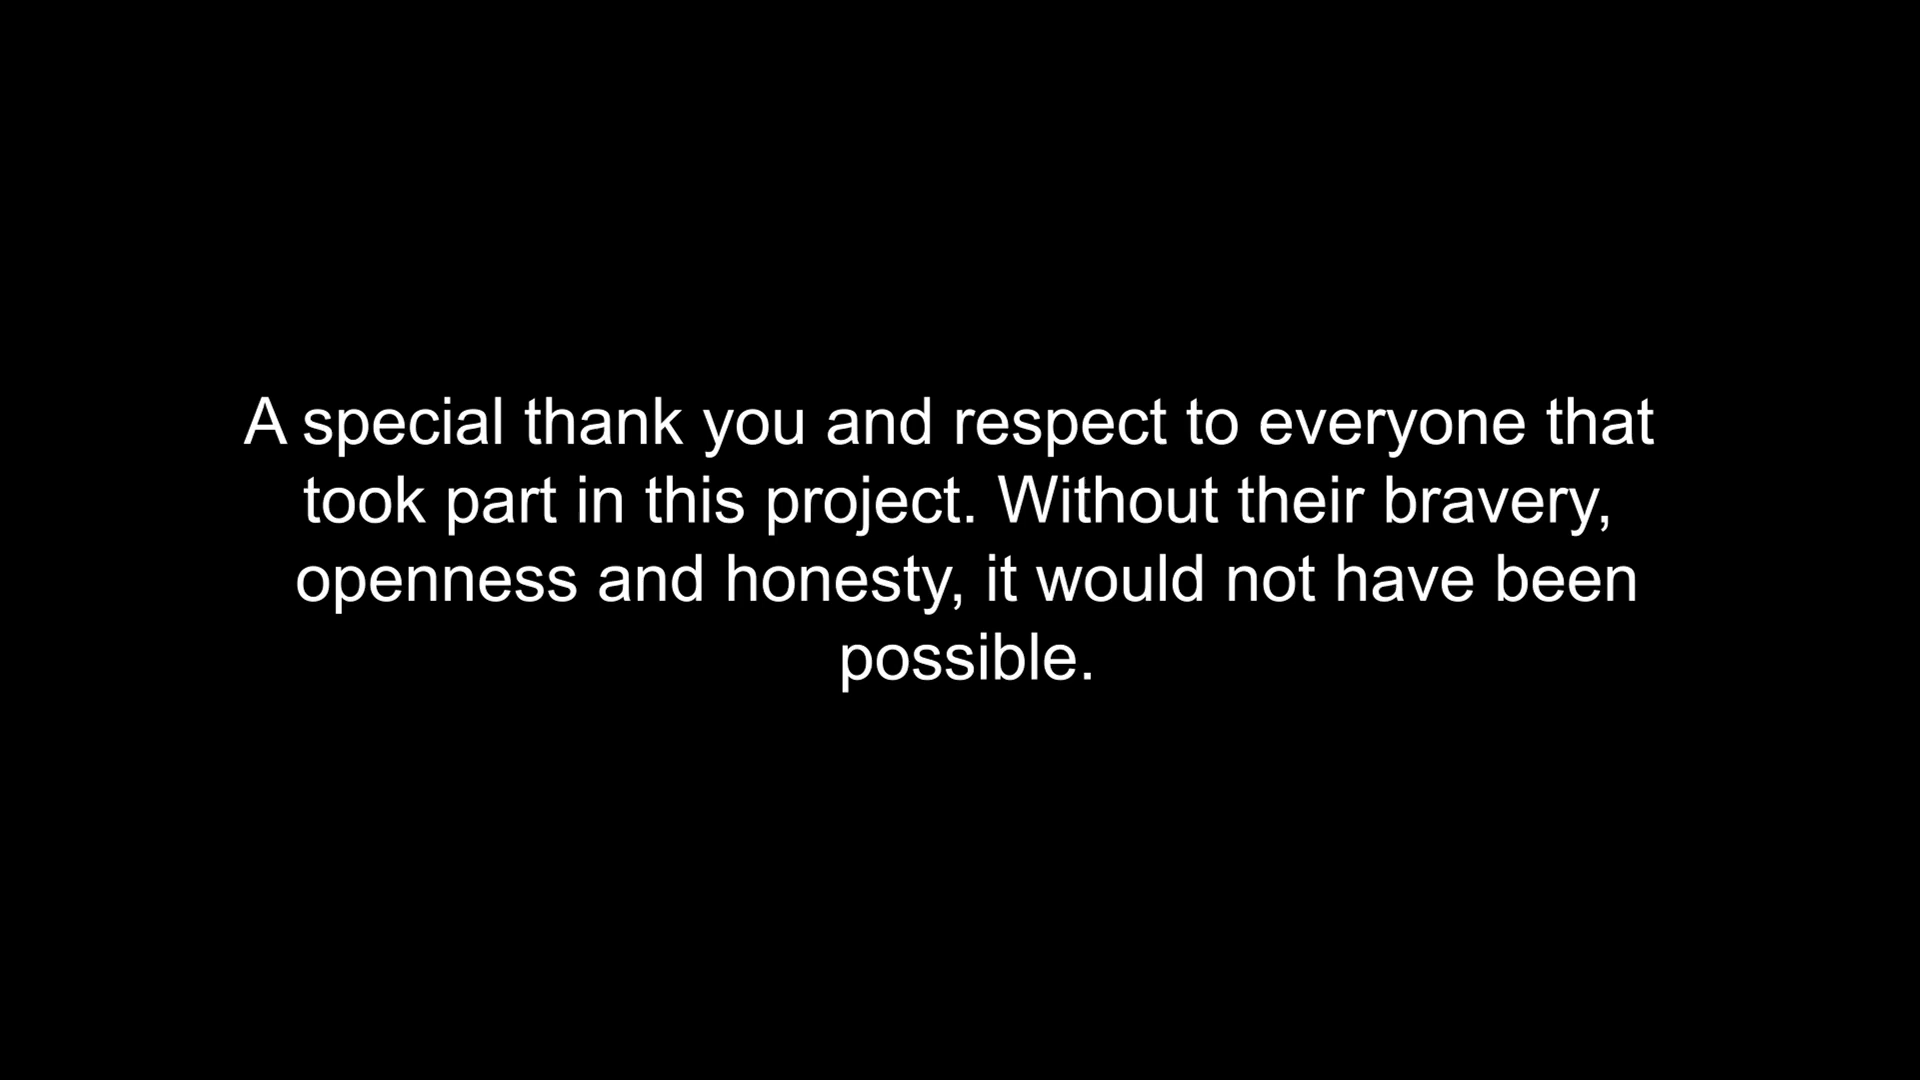 A special thank you and respect to everyone that
took part in this project. Without their bravery,
openness and honesty, it would not have been
possible.